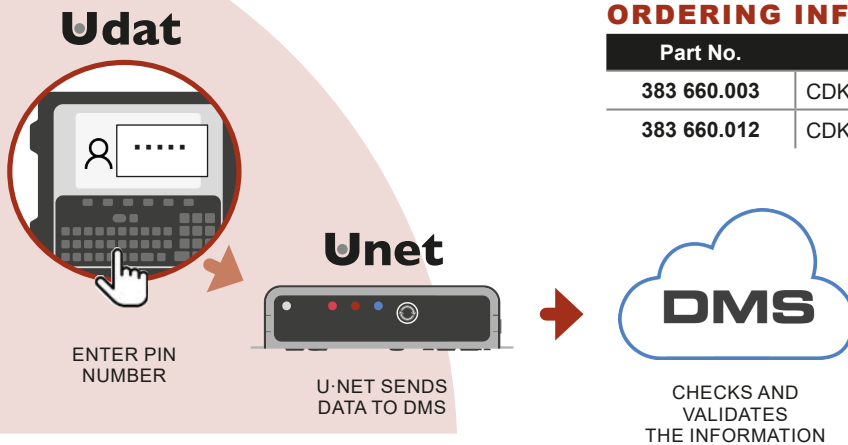 Udat
ORDERING INF
Part No.
383 660.003 CDK
383 660.012 CDK
Unet
DMS
ENTER PIN
NUMBER
U·NET SENDS
DATA TO DMS
CHECKS AND
VALIDATES
THE INFORMATION